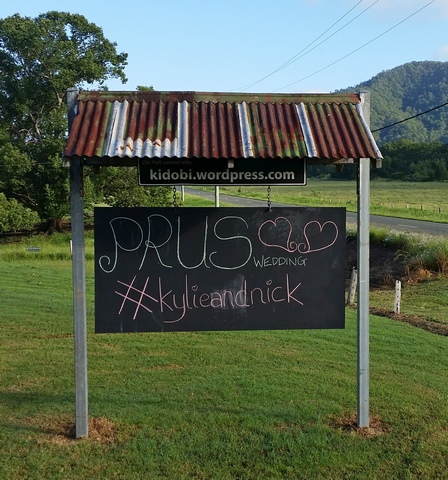 kidobi.wordpress.com
PRUS
WEDDING
#kylieandnick